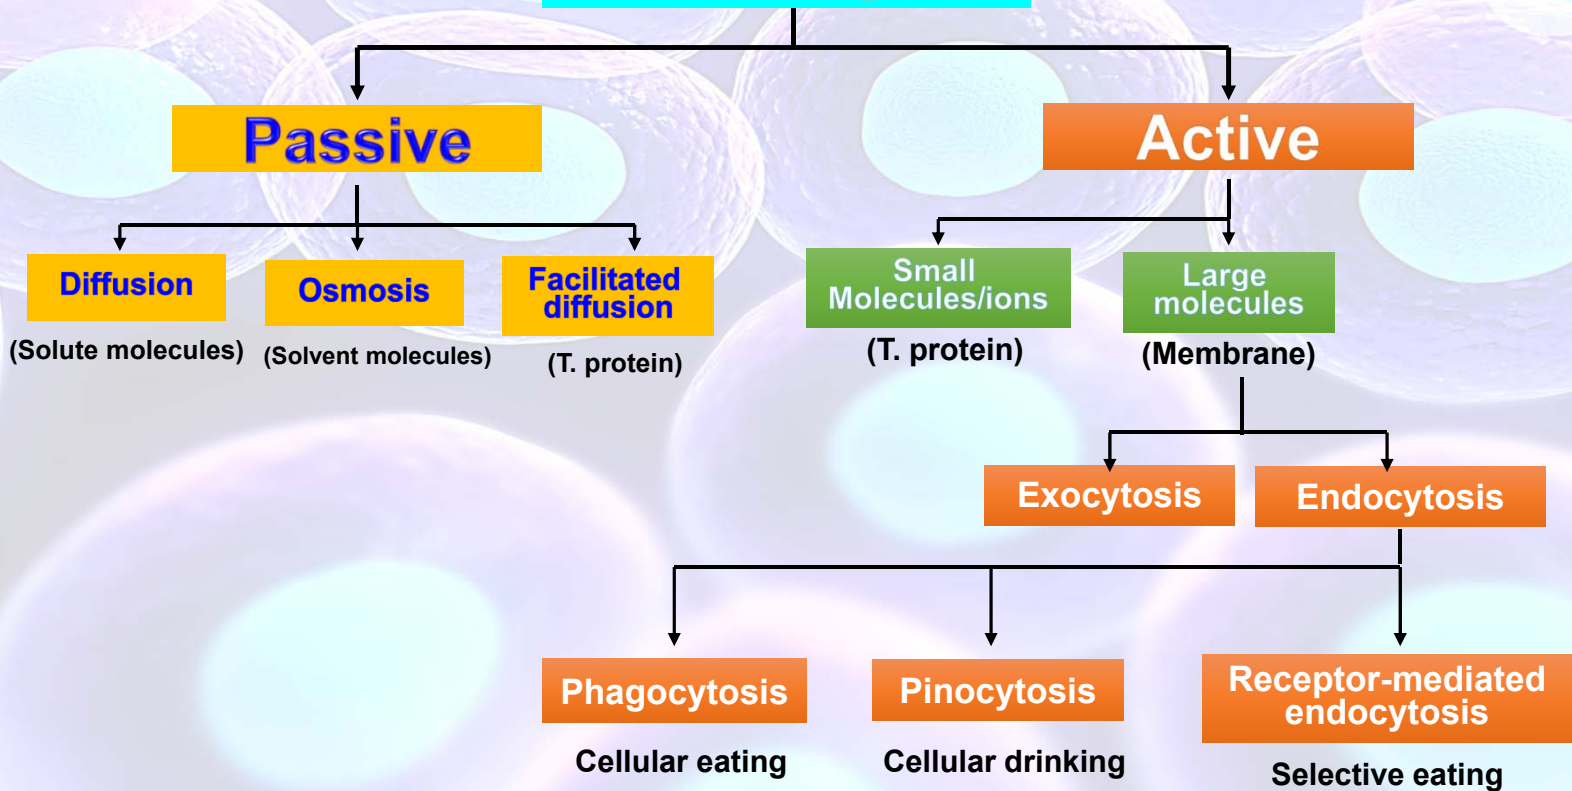 Passive
Active
Diffusion
(Solute molecules)
Osmosis
(Solvent molecules)
Facilitated
diffusion
(T. protein)
Small
Molecules/ions
(T. protein)
Large
molecules
(Membrane)
Exocytosis
Endocytosis
Phagocytosis
Cellular eating
Pinocytosis
Cellular drinking
Receptor-mediated
endocytosis
Selective eating